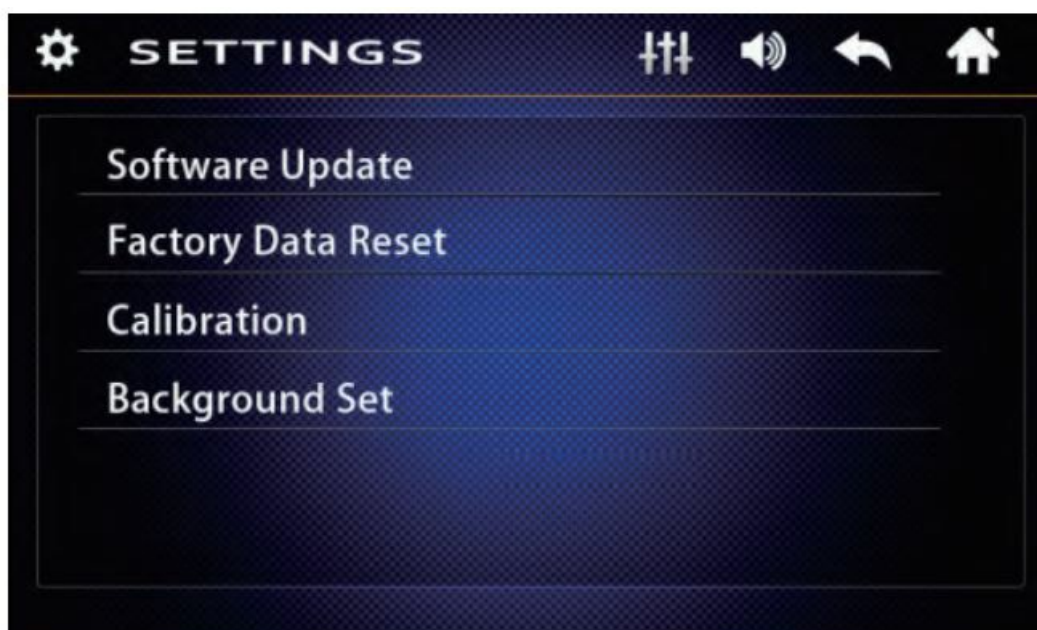 SETTINGS
Software Update
Factory Data Reset
Calibration
Background Set